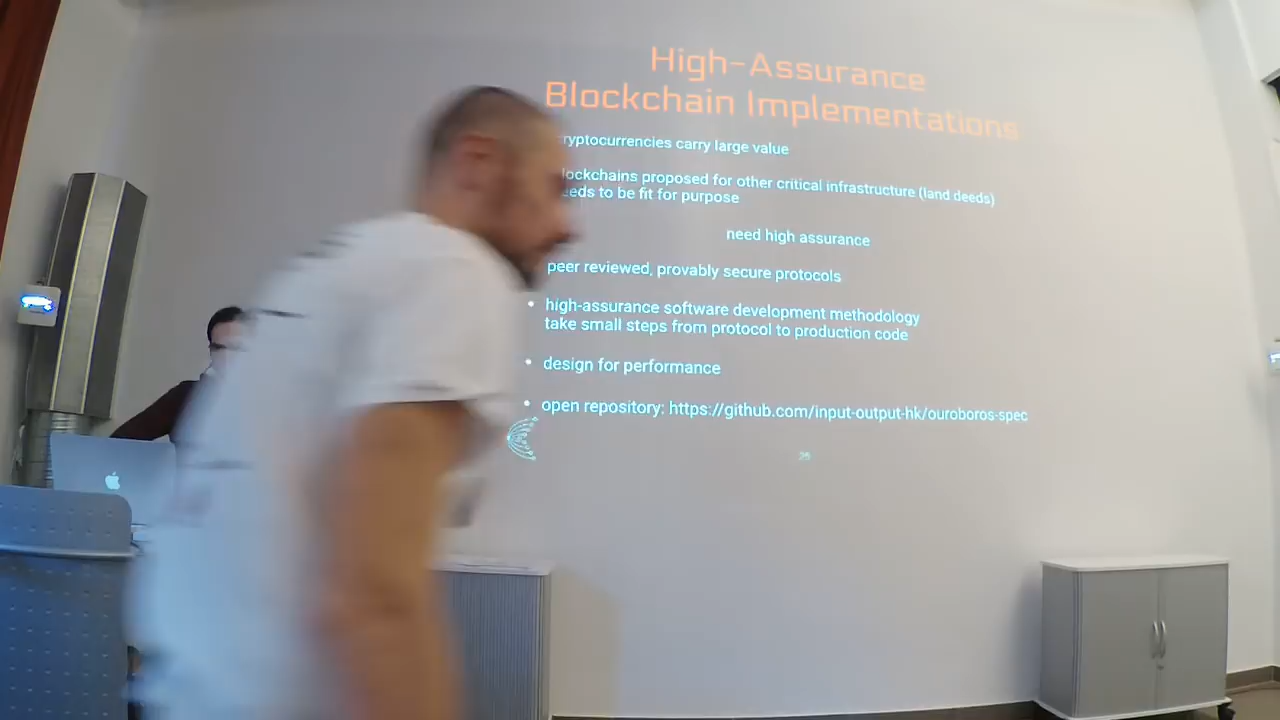 High-Assurance
Blockchain Implementations
ryptocurrencies carry large value
lockchains proposed for other critical infrastructure (land deeds)
eeds to be fit for purpose
need high assurance
peer reviewed, provably secure protocols
• high-assurance software development methodology
take small steps from protocol to production code
• design for performance
• open repository: https://github.com/input-output-hk/ouroboros-spec